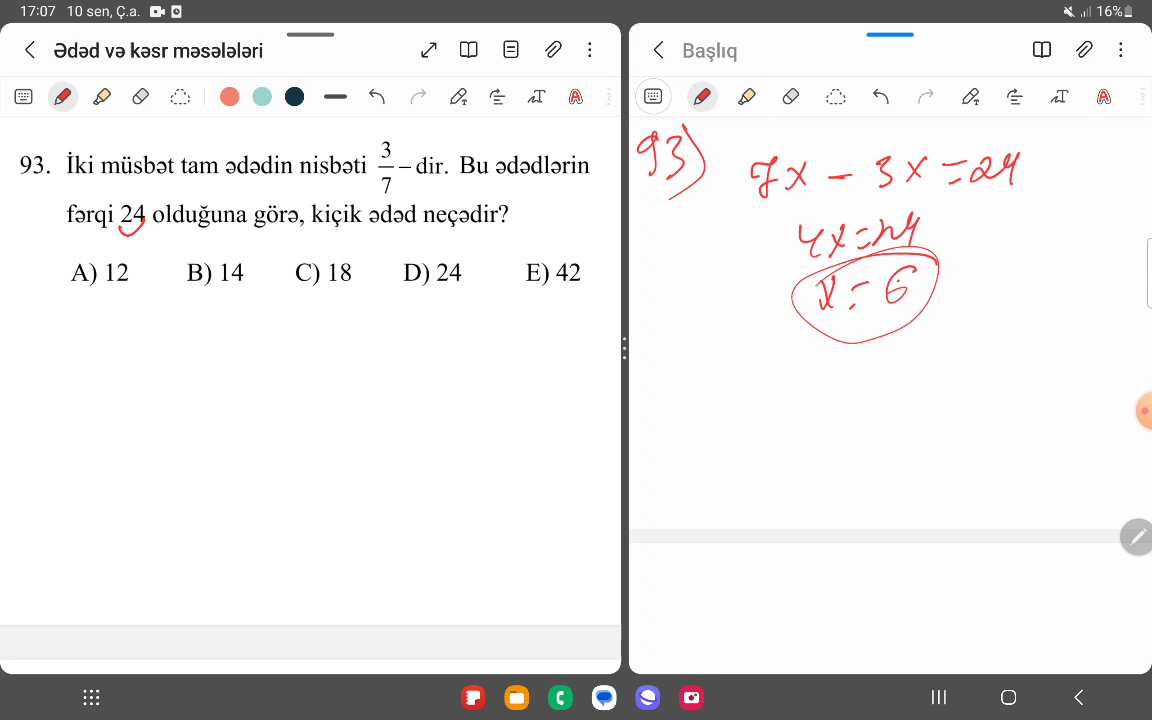 17:07 10 sen, Ç.a. 16%
Ədəd və kəsr məsələləri
93. İki müsbət tam ədədin nisbəti 3/7 – dir. Bu ədədlərin
fərqi 24 olduğuna görə, kiçik ədəd neçədir?
A) 12 B) 14 C) 18 D) 24 E) 42
Başlıq
93) 7x - 3x = 24
4x = 24
x = 6